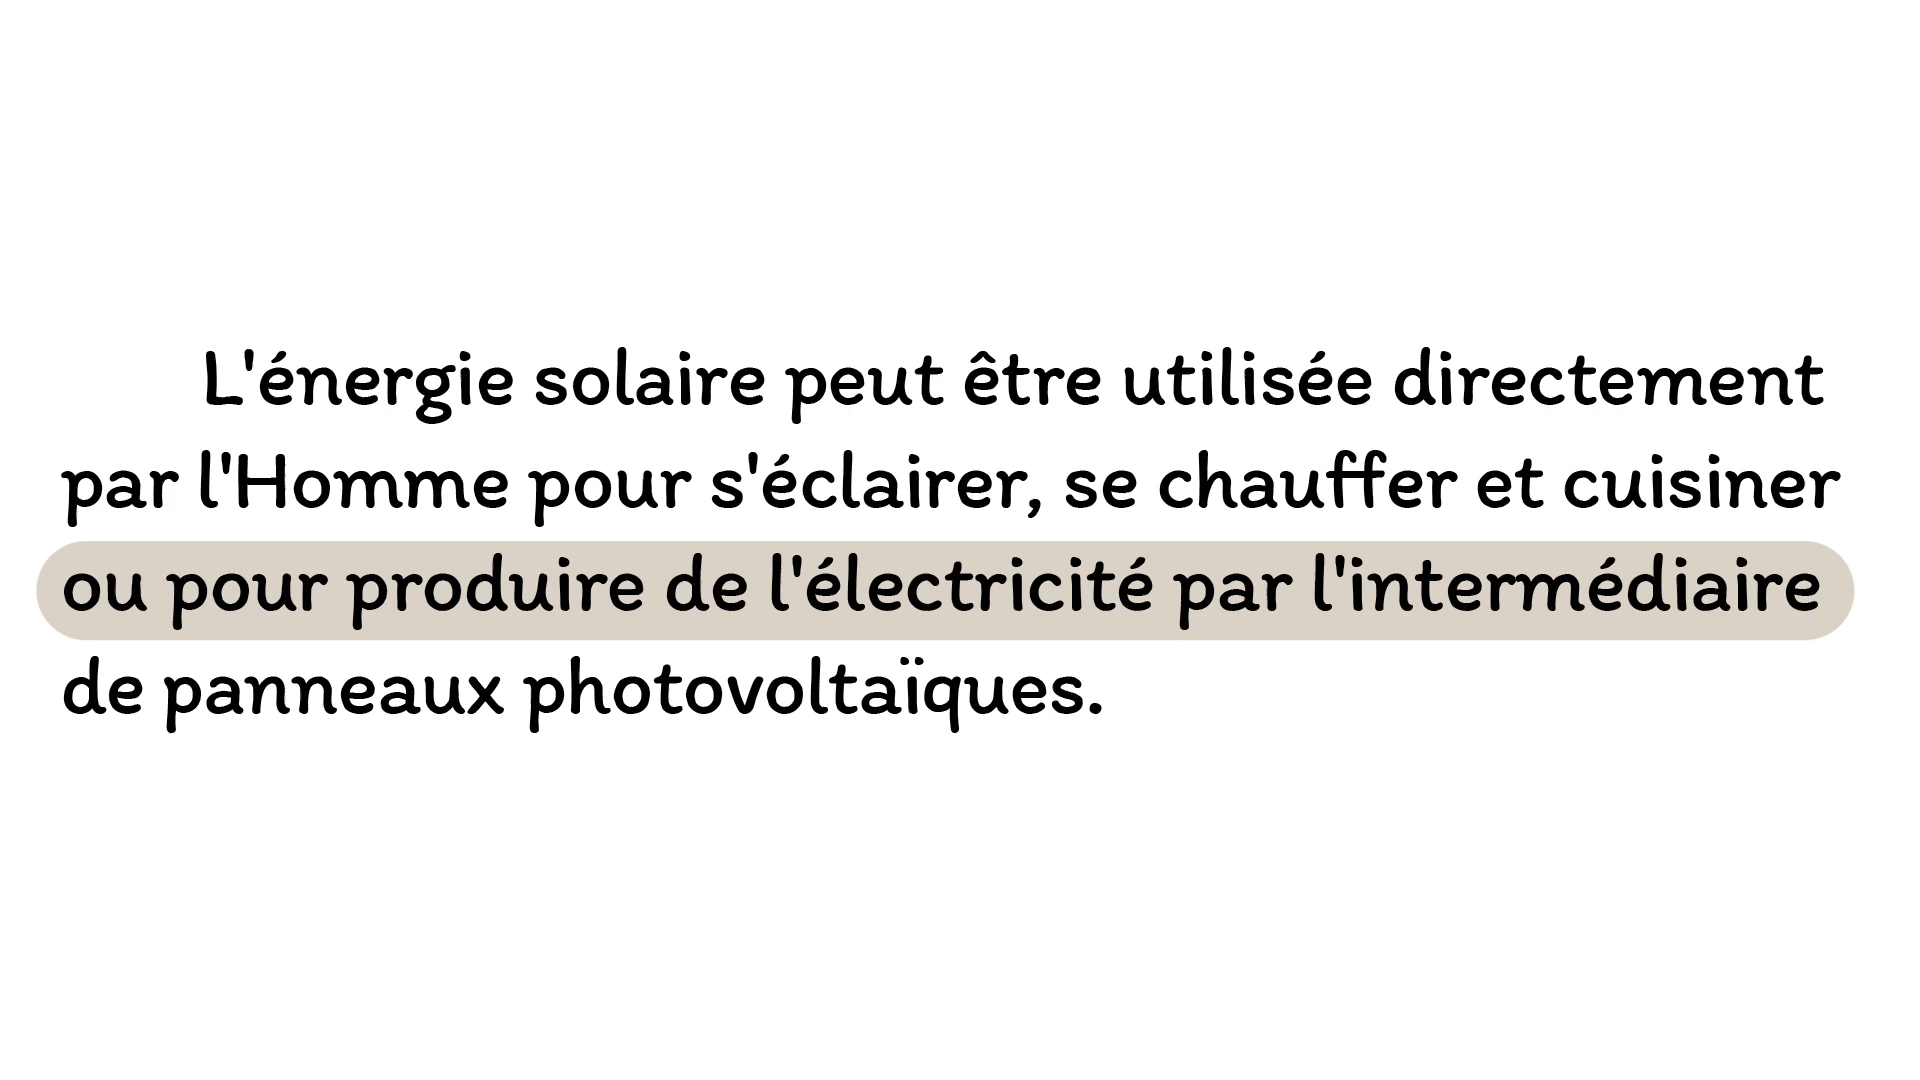 L'énergie solaire peut être utilisée directement
par l'Homme pour s'éclairer, se chauffer et cuisiner
ou pour produire de l'électricité par l'intermédiaire
de panneaux photovoltaïques.